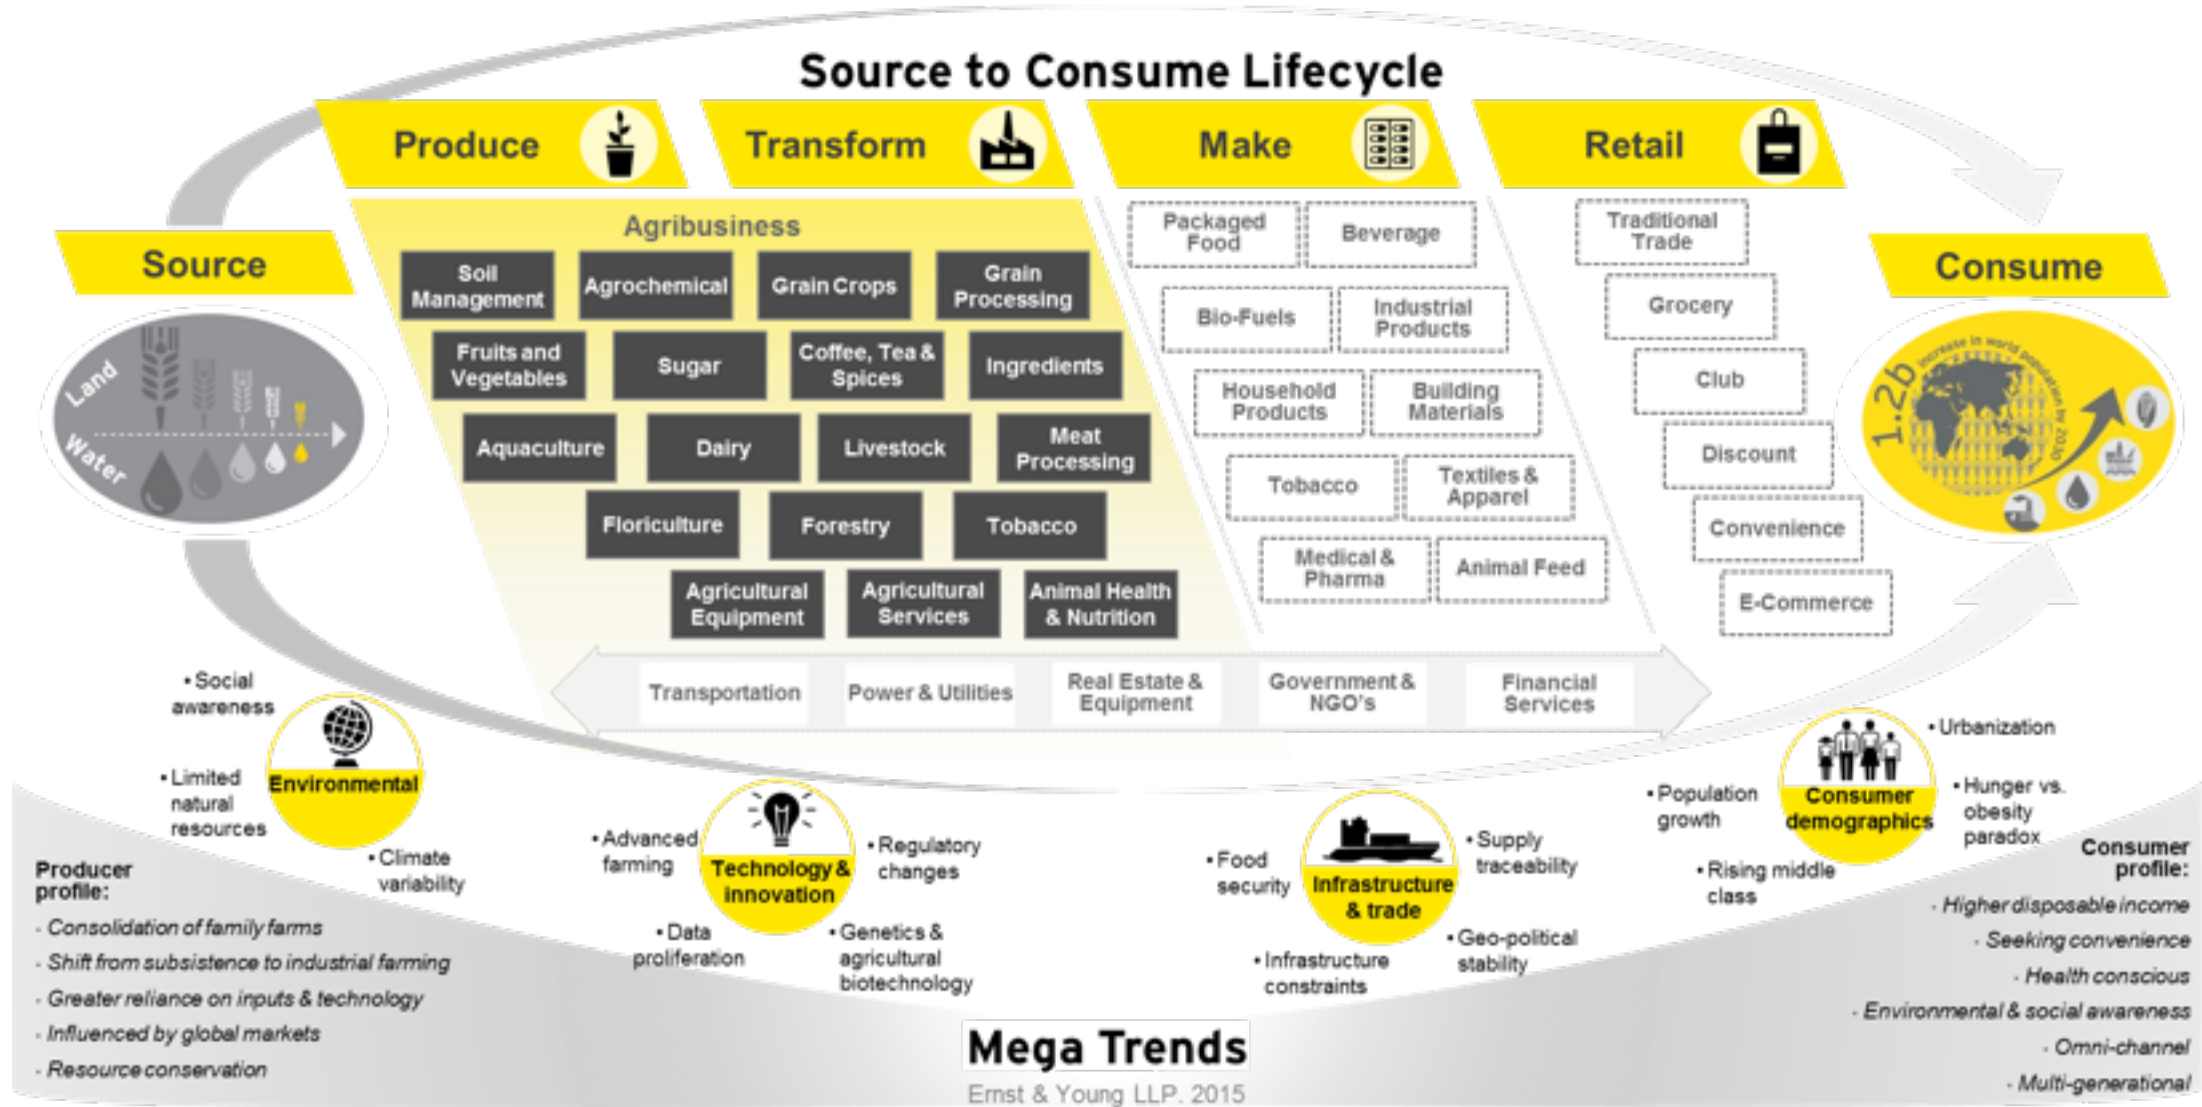 Source to Consume Lifecycle
Produce
Transform
Make
Retail
Source
Land
Water
Agribusiness
Soil
Management
Agrochemical
Grain Crops
Grain
Processing
Fruits and
Vegetables
Sugar
Coffee, Tea &
Spices
Ingredients
Aquaculture
Dairy
Livestock
Meat
Processing
Floriculture
Forestry
Tobacco
Agricultural
Equipment
Agricultural
Services
Animal Health
& Nutrition
Packaged
Food
Beverage
Bio-Fuels
Industrial
Products
Household
Products
Building
Materials
Tobacco
Textiles &
Apparel
Medical &
Pharma
Animal Feed
Traditional
Trade
Grocery
Club
Discount
Convenience
E-Commerce
Consume
1.2b increase in world population by 2030
Transportation
Power & Utilities
Real Estate &
Equipment
Government &
NGO's
Financial
Services
• Social
awareness
• Limited
natural
resources
Environmental
• Climate
variability
• Advanced
farming
Technology &
innovation
• Regulatory
changes
• Data
proliferation
• Genetics &
agricultural
biotechnology
• Food
security
Infrastructure
& trade
• Supply
traceability
• Infrastructure
constraints
• Geo-political
stability
• Population
growth
Consumer
demographics
• Urbanization
• Hunger vs.
obesity
paradox
• Rising middle
class
Producer
profile:
- Consolidation of family farms
- Shift from subsistence to industrial farming
- Greater reliance on inputs & technology
- Influenced by global markets
- Resource conservation
Consumer
profile:
- Higher disposable income
- Seeking convenience
- Health conscious
- Environmental & social awareness
- Omni-channel
- Multi-generational
Mega Trends
Ernst & Young LLP. 2015